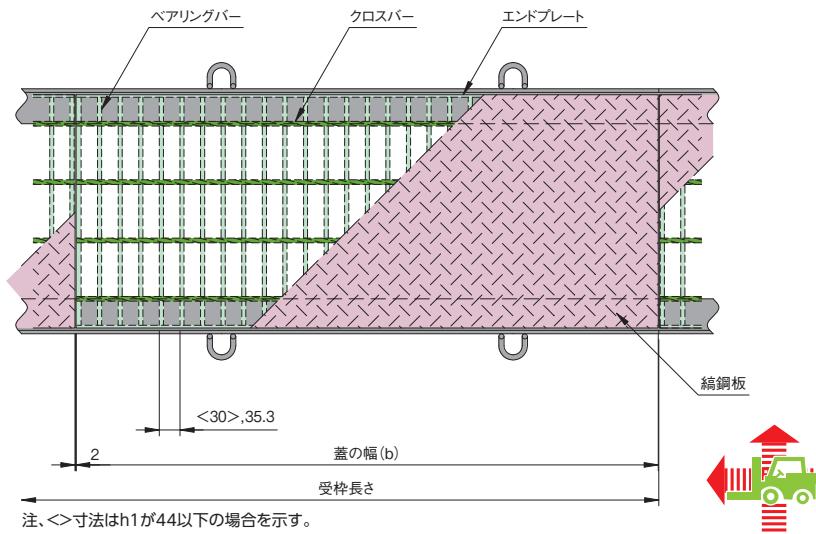 ベアリングバー
クロスバー
エンドプレート
縞鋼板
<30>,35.3
2
蓋の幅(b)
受枠長さ
注、<>寸法はh1が44以下の場合を示す。